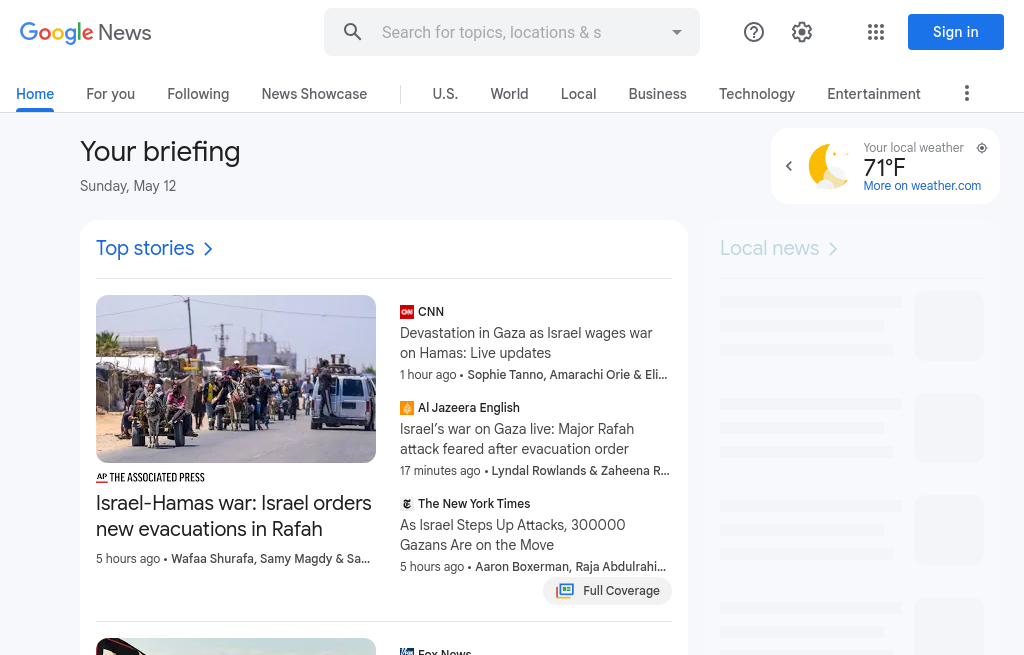 Google News
Search for topics, locations & s
Sign in
Home
For you
Following
News Showcase
U.S.
World
Local
Business
Technology
Entertainment
Your briefing
Sunday, May 12
Your local weather
71°F
More on weather.com
Top stories
THE ASSOCIATED PRESS
AP
Israel-Hamas war: Israel orders
new evacuations in Rafah
5 hours ago • Wafaa Shurafa, Samy Magdy & Sa...
CNN
Devastation in Gaza as Israel wages war
on Hamas: Live updates
1 hour ago • Sophie Tanno, Amarachi Orie & Eli...
Al Jazeera English
Israel’s war on Gaza live: Major Rafah
attack feared after evacuation order
17 minutes ago • Lyndal Rowlands & Zaheena R...
The New York Times
As Israel Steps Up Attacks, 300000
Gazans Are on the Move
5 hours ago • Aaron Boxerman, Raja Abdulrahi...
Full Coverage
Fox News
Local news